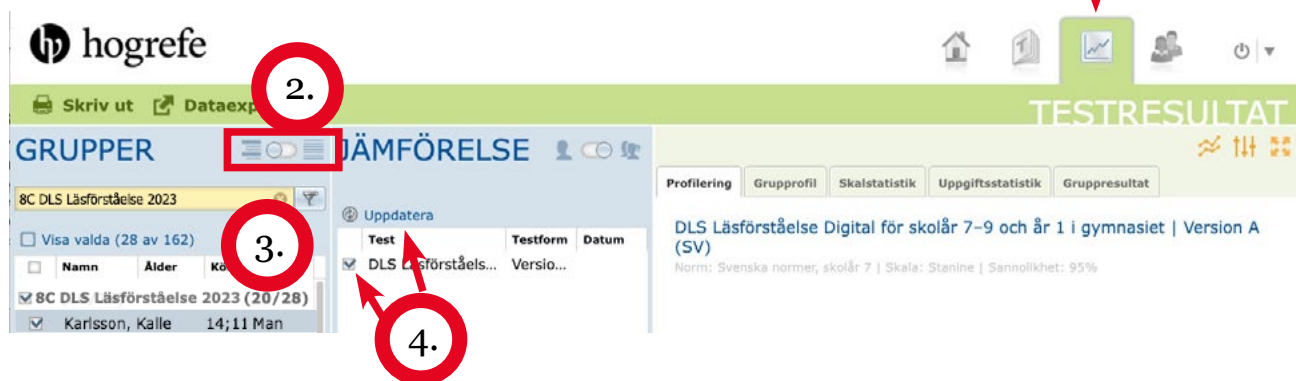 hogrefe
Skriv ut Dataexp
2.
TESTRESULTAT
GRUPPER
JÄMFÖRELSE
8C DLS Läsförståelse 2023
Profilering Grupprofil Skalstatistik Uppgiftsstatistik Gruppresultat
Uppdatera
Visa valda (28 av 162)
3.
DLS Läsförståelse Digital för skolår 7-9 och år 1 i gymnasiet | Version A
(SV)
Norm: Svenska normer, skolår 7 | Skala: Stanine | Sannolikhet: 95%
Namn Ålder Kö
Test Testform Datum
DLS Läsförståels... Versio...
8C DLS Läsförståelse 2023 (20/28)
Karlsson, Kalle 14;11 Man
4.